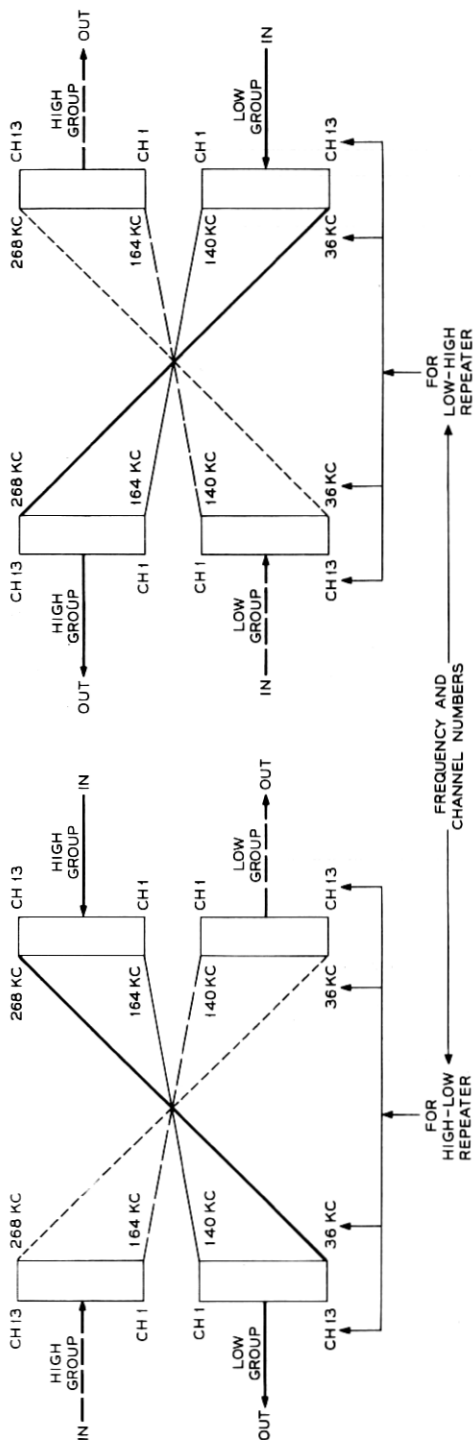 CH 13
268 KC
268 KC
CH 13
IN
HIGH
GROUP
HIGH
GROUP
IN
CH 1
164 KC
164 KC
CH 1
CH 1
140 KC
140 KC
CH 1
OUT
LOW
GROUP
LOW
GROUP
OUT
CH 13
36 KC
36 KC
CH 13
FOR
HIGH-LOW
REPEATER
CH 13
268 KC
268 KC
CH 13
OUT
HIGH
GROUP
HIGH
GROUP
OUT
CH 1
164 KC
164 KC
CH 1
CH 1
140 KC
140 KC
CH 1
IN
LOW
GROUP
LOW
GROUP
IN
CH 13
36 KC
36 KC
CH 13
FOR
LOW-HIGH
REPEATER
FREQUENCY AND
CHANNEL NUMBERS